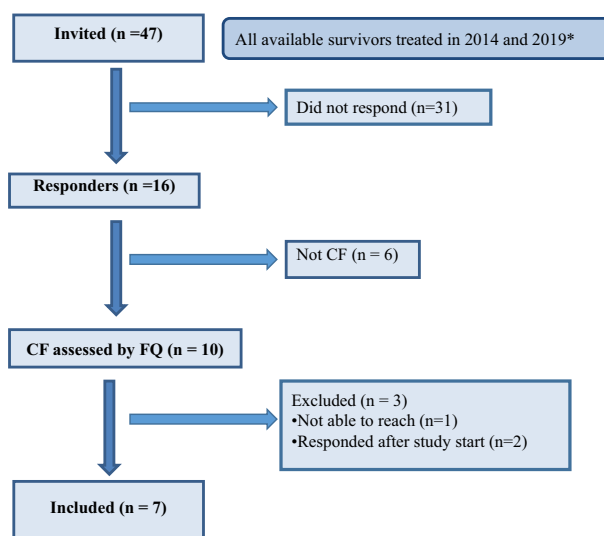 Invited (n =47)
All available survivors treated in 2014 and 2019*
Did not respond (n=31)
Responders (n =16)
Not CF (n = 6)
CF assessed by FQ (n = 10)
Excluded (n = 3)
•Not able to reach (n=1)
•Responded after study start (n=2)
Included (n = 7)